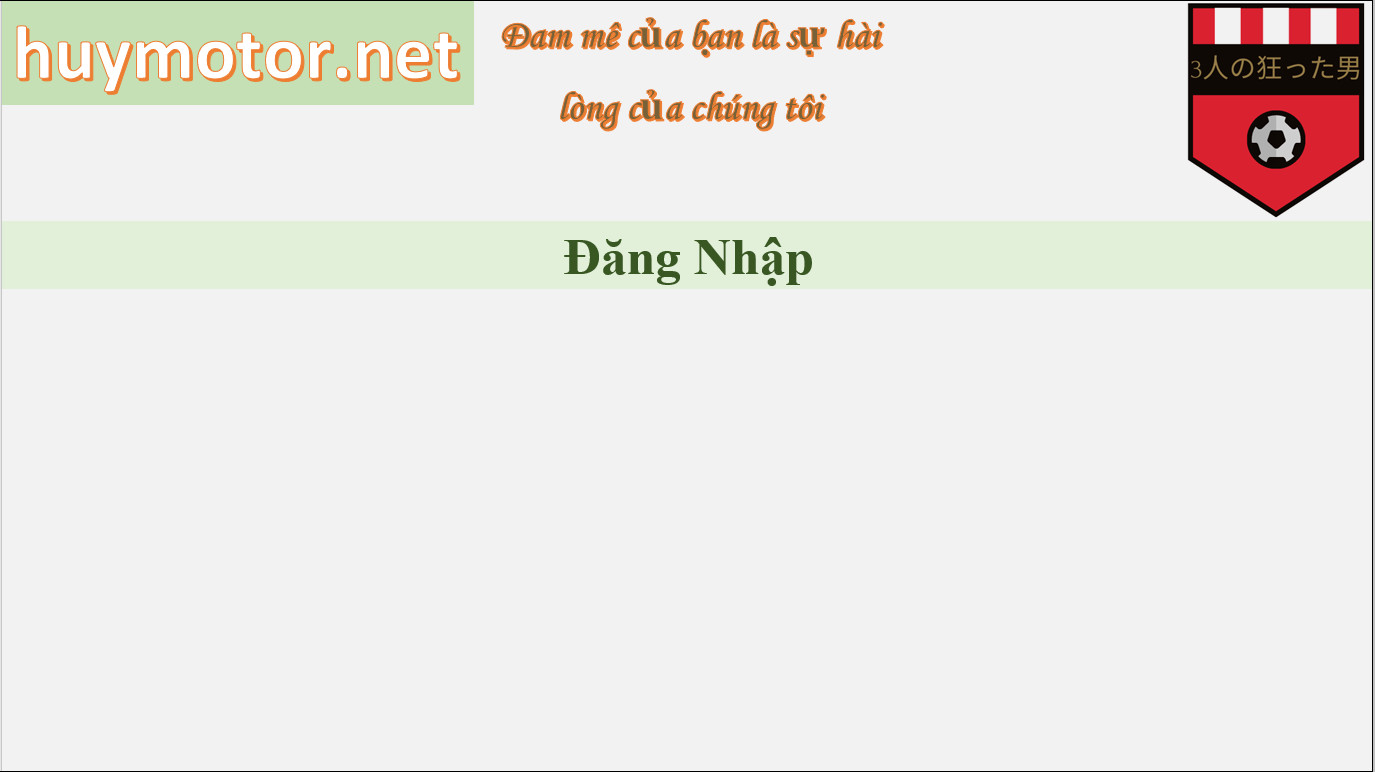 huymotor.net
Đam mê của bạn là sự hài
lòng của chúng tôi
3人の狂った男
Đăng Nhập